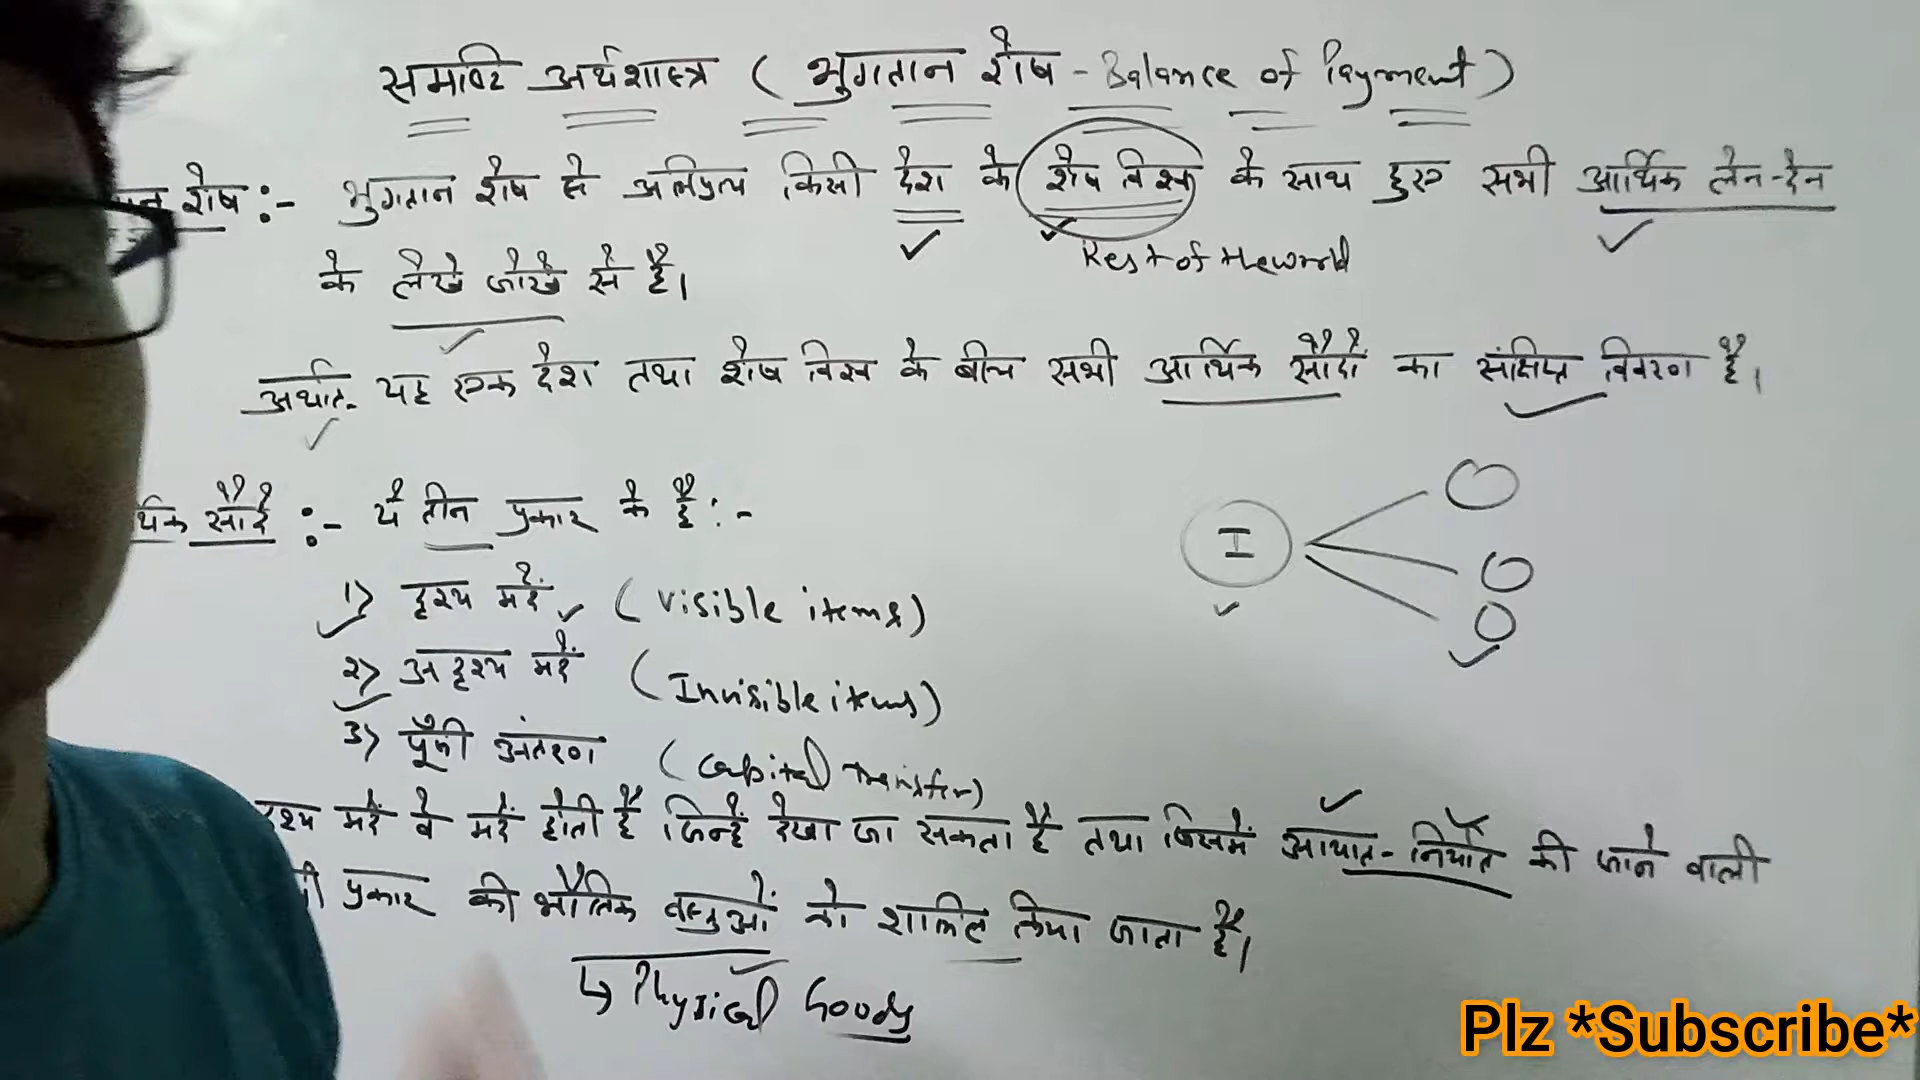 समष्टि अर्थशास्त्र ( भुगतान शेष - Balance of Payment )
शेष :- भुगतान शेष से अभिप्राय किसी देश के शेष विश्व के साथ हुए सभी आर्थिक लेन-देन
Rest of the world
के लेखे जोखे से है।
अर्थात- यह एक देश तथा शेष विश्व के बीच सभी आर्थिक सौदों का संक्षिप्त विवरण है।
सौदे :- ये तीन प्रकार के है :-
I
1) दृश्य मदें (Visible items)
2) अदृश्य मदें (Invisible items)
3) पूँजी अंतरण (Capital transfer)
मदें वे मदें होती हैं जिन्हें देखा जा सकता है तथा जिसमें आयात-निर्यात की जाने वाली
प्रकार की भौतिक वस्तुओं को शामिल किया जाता है।
↳ Physical Goods
Plz *Subscribe*